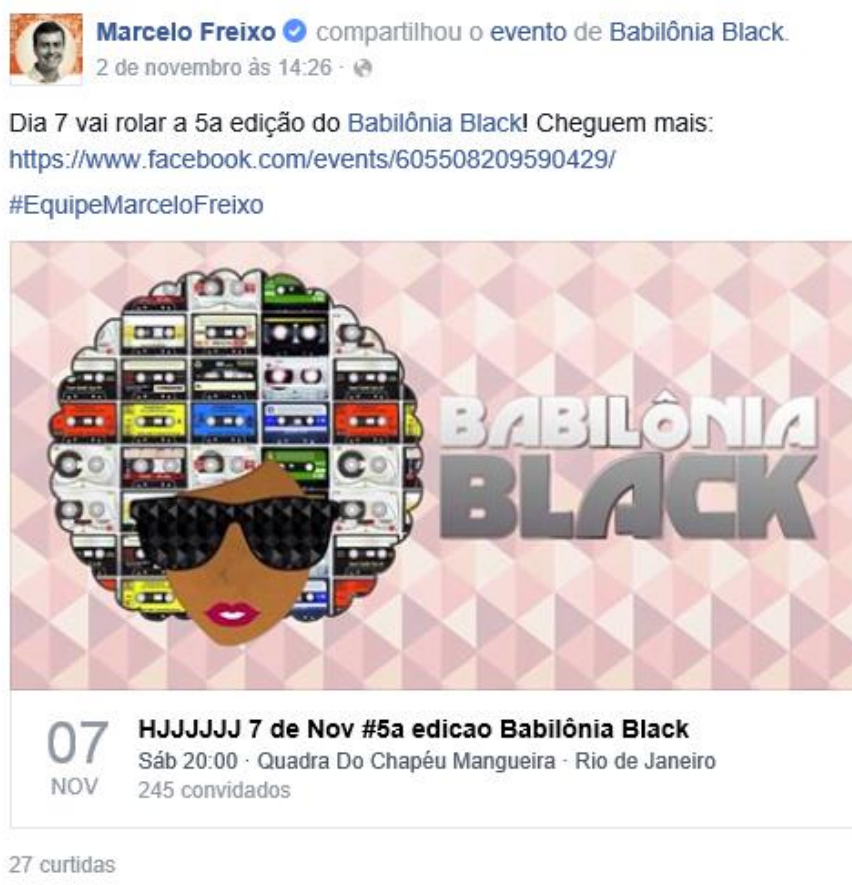 Marcelo Freixo compartilhou o evento de Babilônia Black.
2 de novembro às 14:26 ·
Dia 7 vai rolar a 5a edição do Babilônia Black! Cheguem mais:
https://www.facebook.com/events/605508209590429/
#EquipeMarceloFreixo
BABILÔNIA
BLACK
07
NOV
HJJJJJJ 7 de Nov #5a edicao Babilônia Black
Sáb 20:00 · Quadra Do Chapéu Mangueira · Rio de Janeiro
245 convidados
27 curtidas